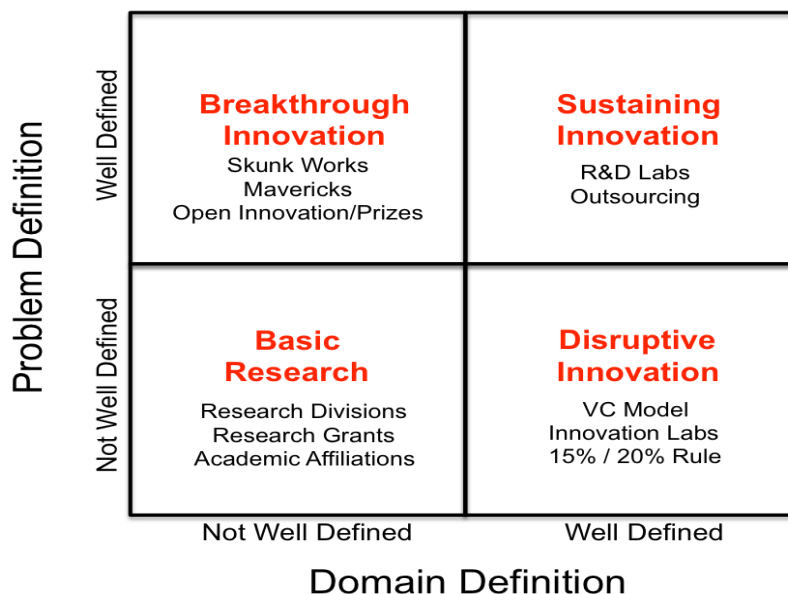 Problem Definition
Well Defined
Not Well Defined
Breakthrough
Innovation
Skunk Works
Mavericks
Open Innovation/Prizes
Sustaining
Innovation
R&D Labs
Outsourcing
Basic
Research
Research Divisions
Research Grants
Academic Affiliations
Disruptive
Innovation
VC Model
Innovation Labs
15% / 20% Rule
Not Well Defined
Well Defined
Domain Definition